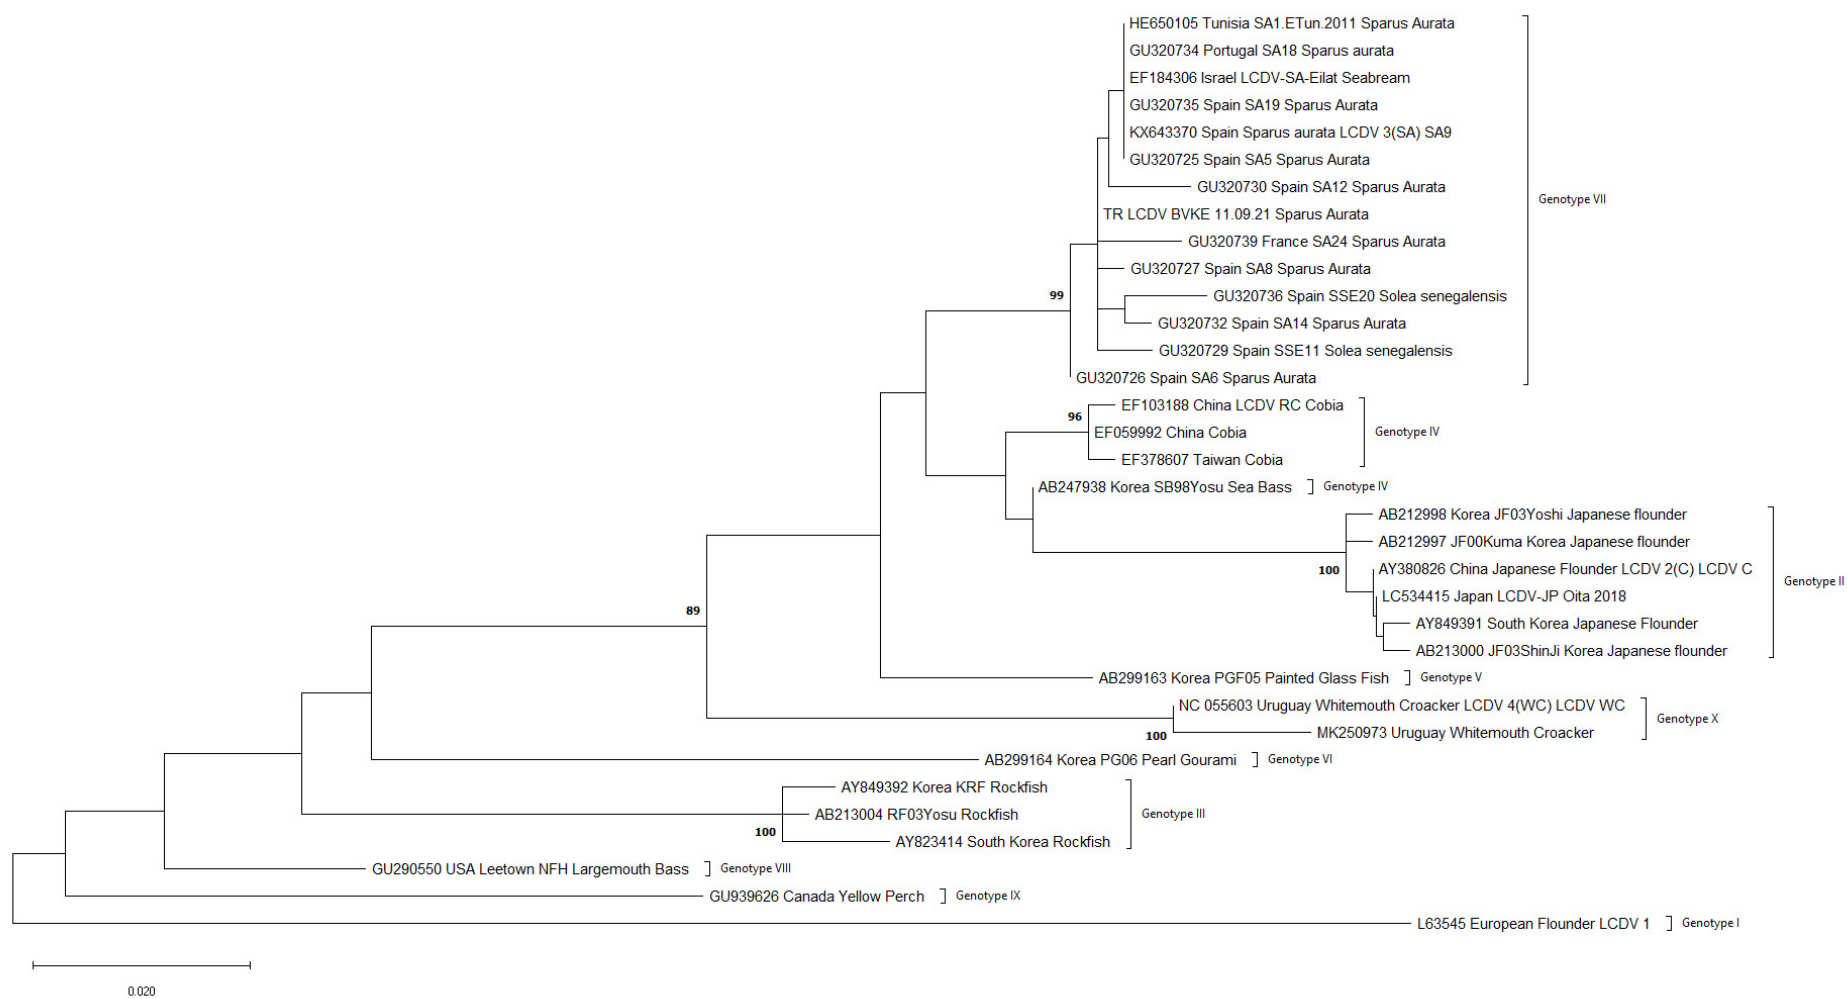 HE650105 Tunisia SA1.ETun.2011 Sparus Aurata
GU320734 Portugal SA18 Sparus aurata
EF184306 Israel LCDV-SA-Eilat Seabream
GU320735 Spain SA19 Sparus Aurata
KX643370 Spain Sparus aurata LCDV 3(SA) SA9
GU320725 Spain SA5 Sparus Aurata
GU320730 Spain SA12 Sparus Aurata
Genotype VII
TR LCDV BVKE 11.09.21 Sparus Aurata
GU320739 France SA24 Sparus Aurata
GU320727 Spain SA8 Sparus Aurata
99
GU320736 Spain SSE20 Solea senegalensis
GU320732 Spain SA14 Sparus Aurata
GU320729 Spain SSE11 Solea senegalensis
GU320726 Spain SA6 Sparus Aurata
EF103188 China LCDV RC Cobia
96
EF059992 China Cobia
Genotype IV
EF378607 Taiwan Cobia
AB247938 Korea SB98Yosu Sea Bass
Genotype IV
AB212998 Korea JF03Yoshi Japanese flounder
AB212997 JF00Kuma Korea Japanese flounder
100
AY380826 China Japanese Flounder LCDV 2(C) LCDV C
Genotype II
LC534415 Japan LCDV-JP Oita 2018
89
AY849391 South Korea Japanese Flounder
AB213000 JF03ShinJi Korea Japanese flounder
AB299163 Korea PGF05 Painted Glass Fish
Genotype V
NC 055603 Uruguay Whitemouth Croacker LCDV 4(WC) LCDV WC
Genotype X
100
MK250973 Uruguay Whitemouth Croacker
AB299164 Korea PG06 Pearl Gourami
Genotype VI
AY849392 Korea KRF Rockfish
AB213004 RF03Yosu Rockfish
Genotype III
100
AY823414 South Korea Rockfish
GU290550 USA Leetown NFH Largemouth Bass
Genotype VIII
GU939626 Canada Yellow Perch
Genotype IX
L63545 European Flounder LCDV 1
Genotype I
0.020